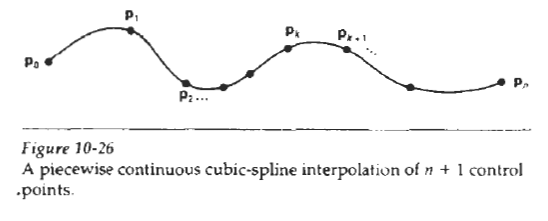 p₁
pₖ
pₖ₊₁
p₀
p₂ ...
pₙ
Figure 10-26
A piecewise continuous cubic-spline interpolation of n + 1 control
points.